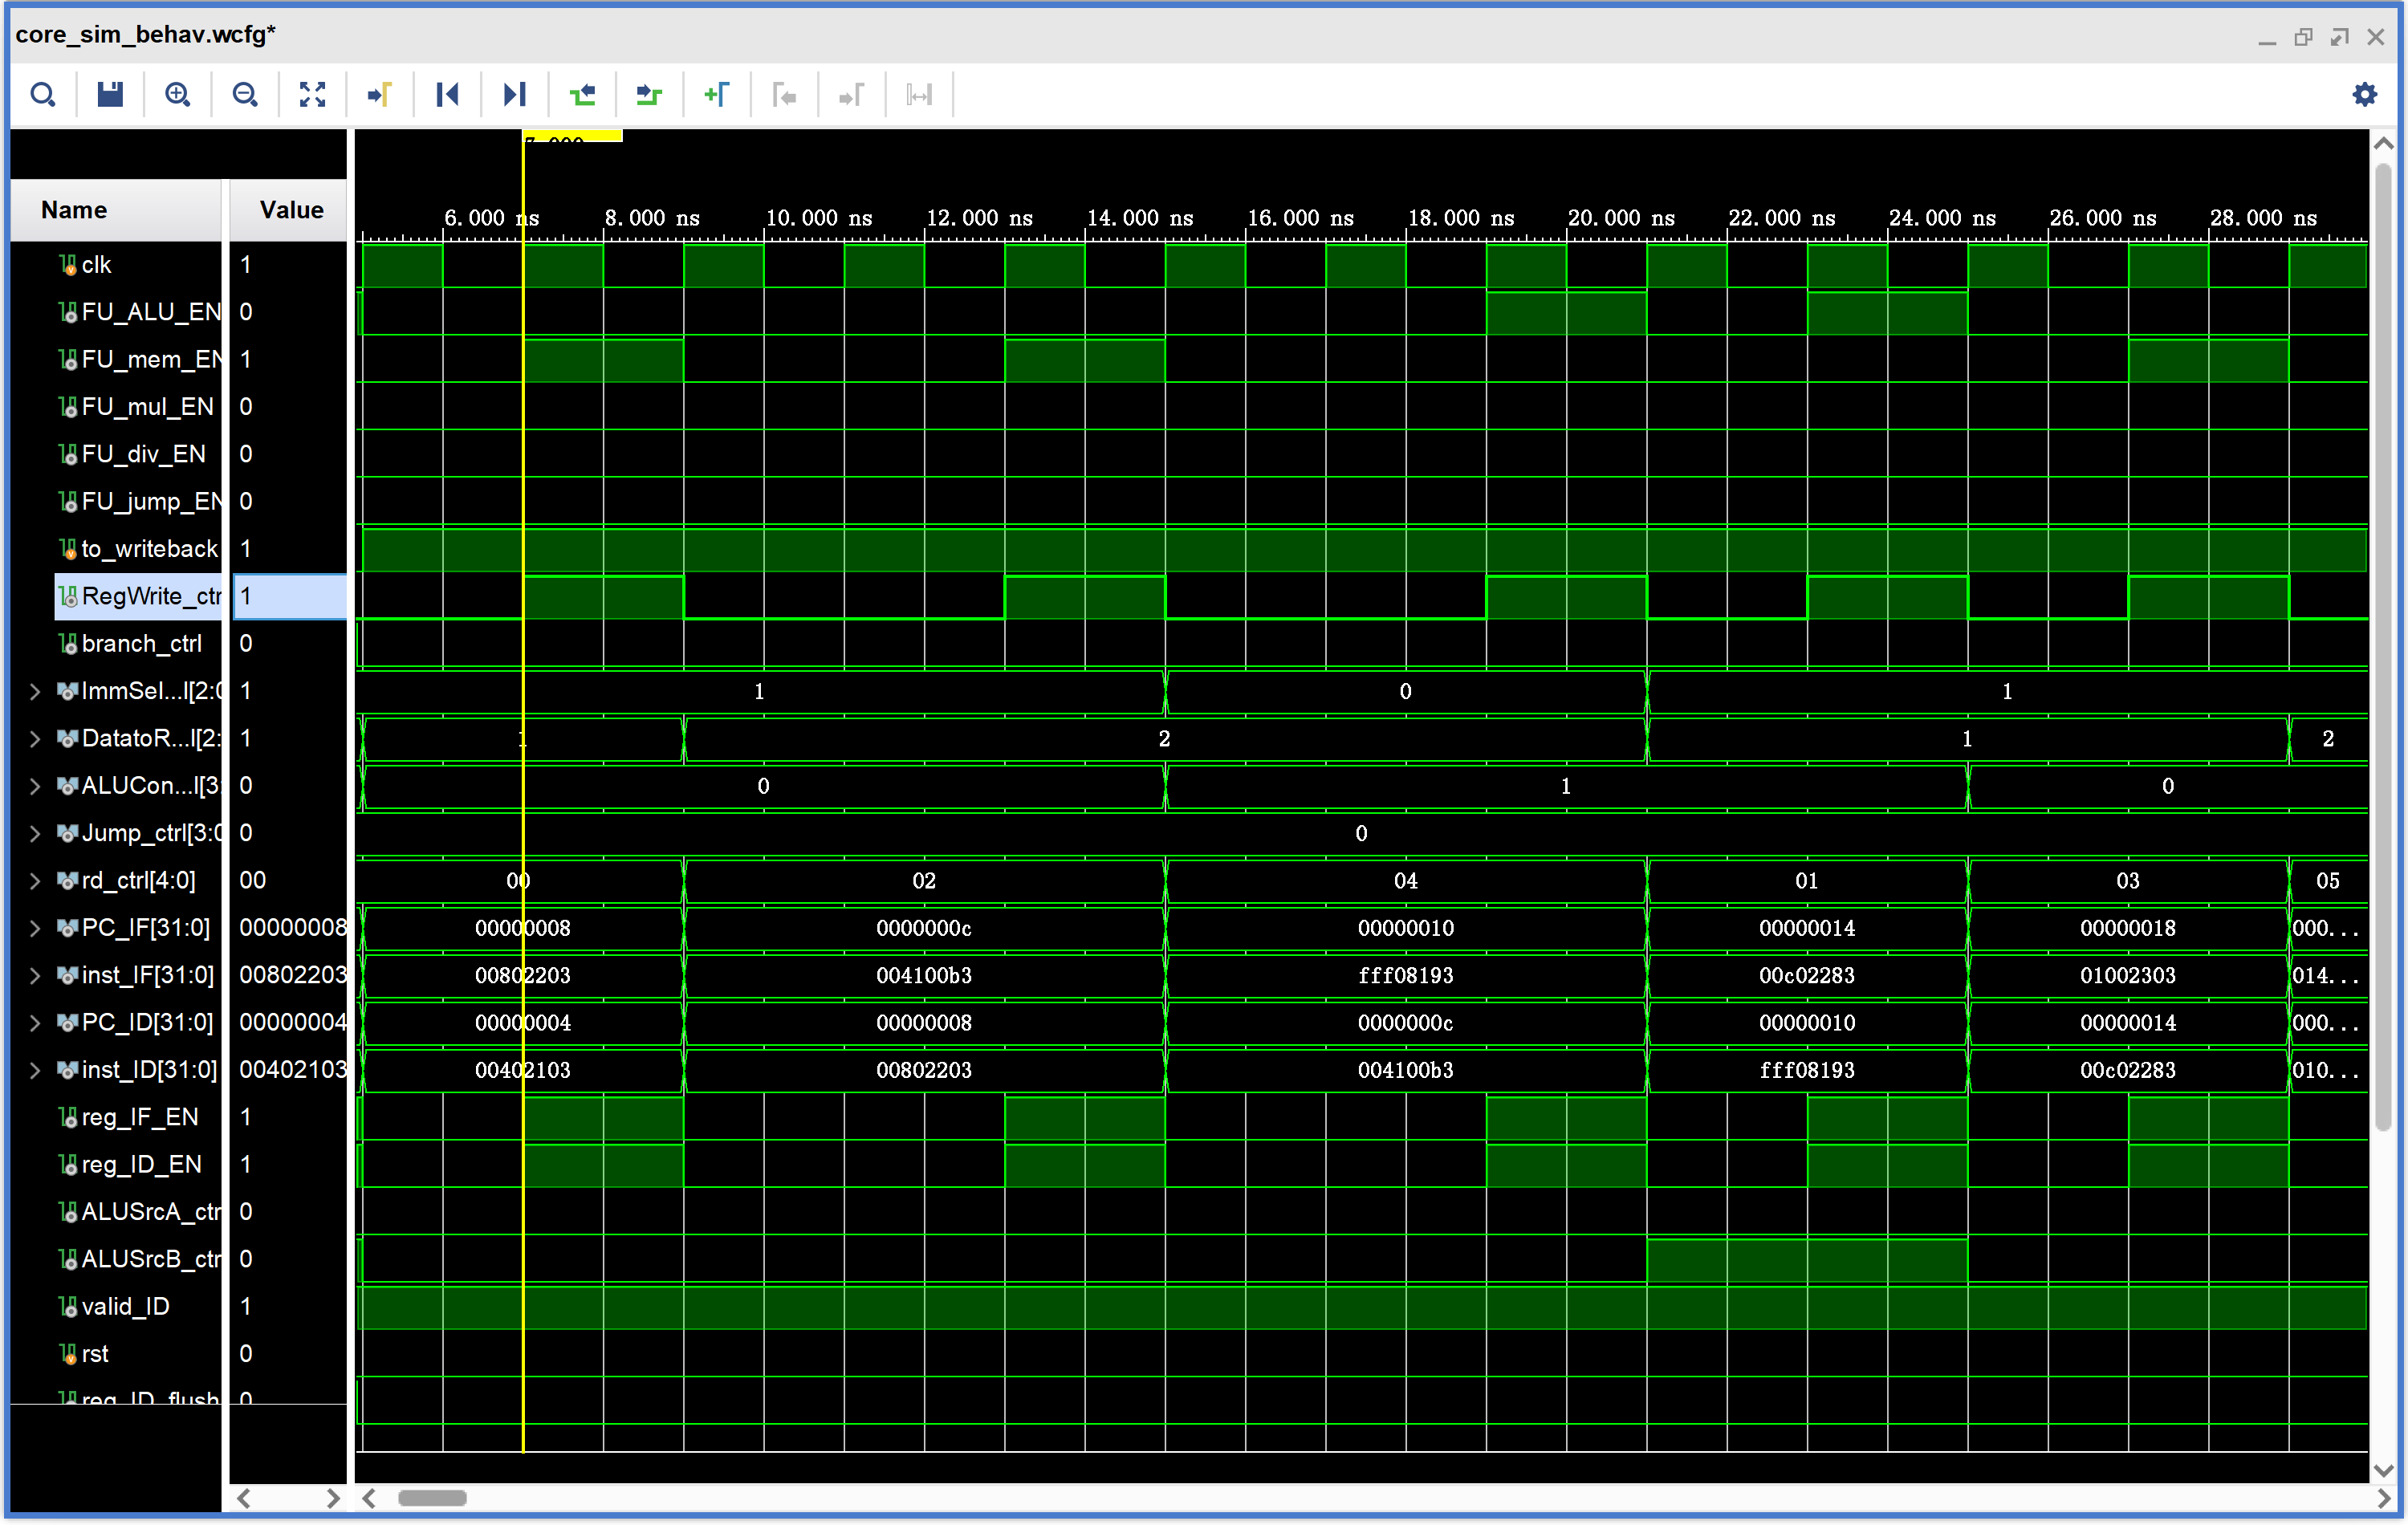 core_sim_behav.wcfg*
Name Value
6.000 ns 8.000 ns 10.000 ns 12.000 ns 14.000 ns 16.000 ns 18.000 ns 20.000 ns 22.000 ns 24.000 ns 26.000 ns 28.000 ns
clk 1
FU_ALU_EN 0
FU_mem_EN 1
FU_mul_EN 0
FU_div_EN 0
FU_jump_EN 0
to_writeback 1
RegWrite_ctr 1
branch_ctrl 0
ImmSel...l[2:0 1 1 0 1
DatatoR...l[2: 1 1 2 1 2
ALUCon...l[3: 0 0 1 0
Jump_ctrl[3:0 0 0
rd_ctrl[4:0] 00 00 02 04 01 03 05
PC_IF[31:0] 00000008 00000008 0000000c 00000010 00000014 00000018 000...
inst_IF[31:0] 00802203 00802203 004100b3 fff08193 00c02283 01002303 014...
PC_ID[31:0] 00000004 00000004 00000008 0000000c 00000010 00000014 000...
inst_ID[31:0] 00402103 00402103 00802203 004100b3 fff08193 00c02283 010...
reg_IF_EN 1
reg_ID_EN 1
ALUSrcA_ctr 0
ALUSrcB_ctr 0
valid_ID 1
rst 0
reg_ID_flush 0